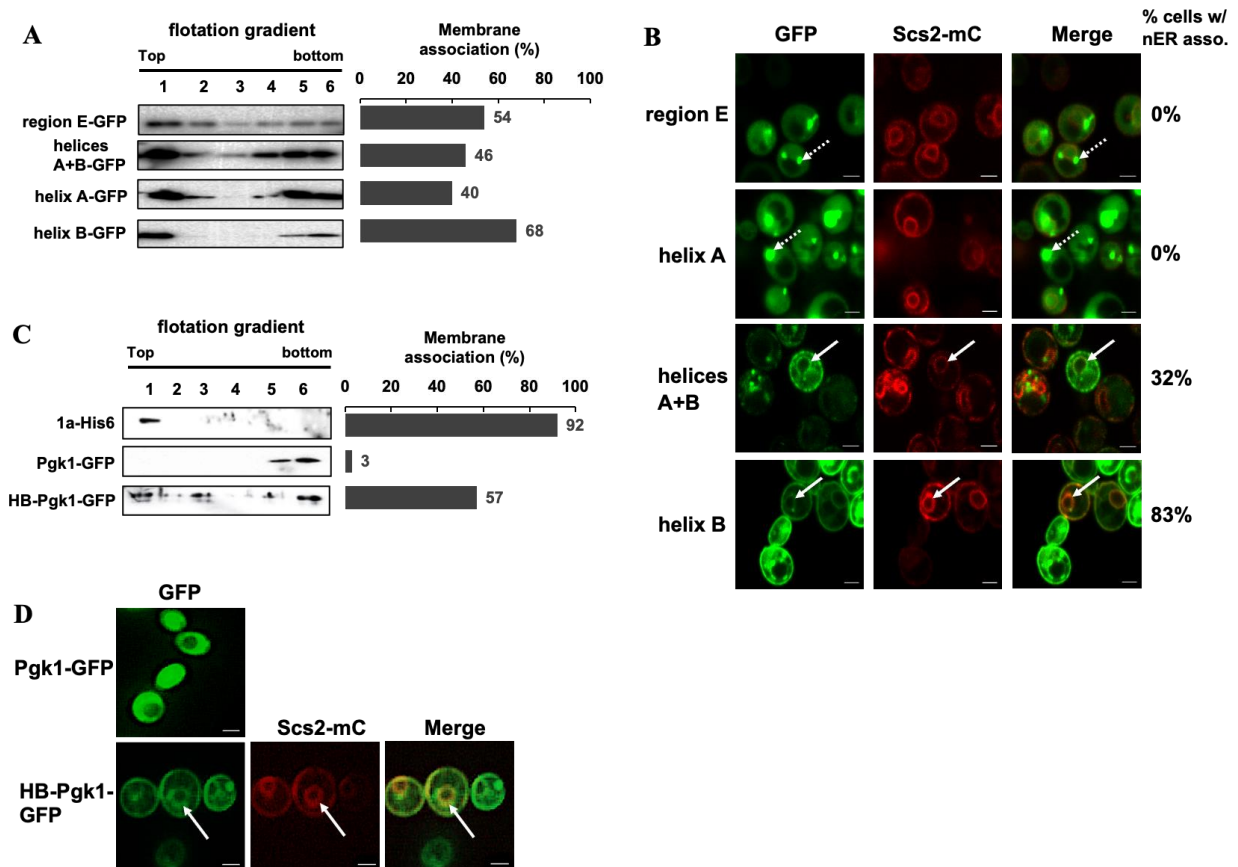 A
flotation gradient
Membrane
association (%)
Top
bottom
0 20 40 60 80 100
1 2 3 4 5 6
region E-GFP
54
helices
A+B-GFP
46
helix A-GFP
40
helix B-GFP
68
B
GFP
Scs2-mC
Merge
% cells w/
nER asso.
region E
0%
helix A
0%
helices
A+B
32%
helix B
83%
C
flotation gradient
Membrane
association (%)
Top
bottom
1 2 3 4 5 6
0 20 40 60 80 100
1a-His6
92
Pgk1-GFP
3
HB-Pgk1-GFP
57
D
GFP
Pgk1-GFP
Scs2-mC
Merge
HB-Pgk1-
GFP